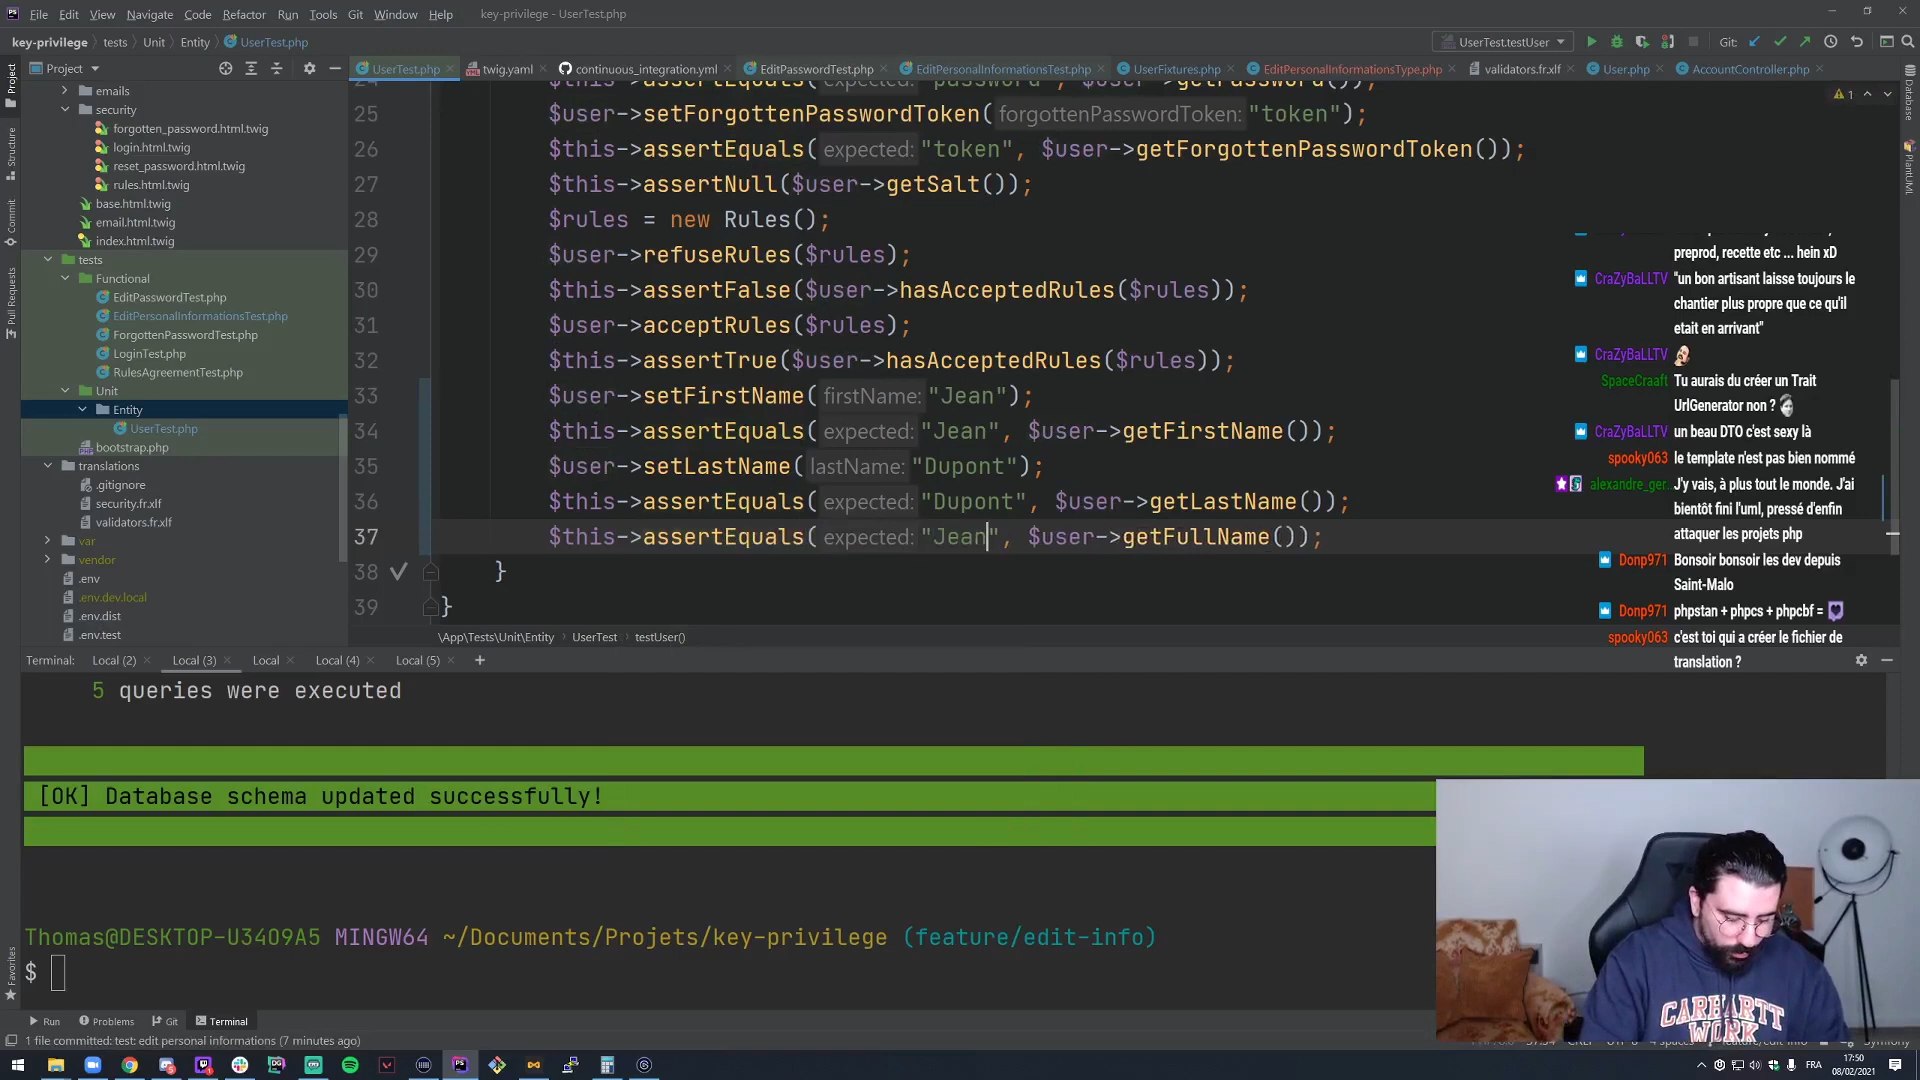 File Edit View Navigate Code Refactor Run Tools Git Window Help key-privilege - UserTest.php
key-privilege tests Unit Entity UserTest.php
UserTest.testUser Git:
Project
UserTest.php twig.yaml continuous_integration.yml EditPasswordTest.php EditPersonalInformationsTest.php UserFixtures.php EditPersonalInformationsType.php validators.fr.xlf User.php AccountController.php
Project
Structure
Commit
Pull Requests
Favorites
Database
PlantUML
emails
security
forgotten_password.html.twig
login.html.twig
reset_password.html.twig
rules.html.twig
base.html.twig
email.html.twig
index.html.twig
tests
Functional
EditPasswordTest.php
EditPersonalInformationsTest.php
ForgottenPasswordTest.php
LoginTest.php
RulesAgreementTest.php
Unit
Entity
UserTest.php
bootstrap.php
translations
.gitignore
security.fr.xlf
validators.fr.xlf
var
vendor
.env
.env.dev.local
.env.dist
.env.test
1
25 $user->setForgottenPasswordToken( forgottenPasswordToken: "token");
26 $this->assertEquals( expected: "token", $user->getForgottenPasswordToken());
27 $this->assertNull($user->getSalt());
28 $rules = new Rules();
29 $user->refuseRules($rules);
30 $this->assertFalse($user->hasAcceptedRules($rules));
31 $user->acceptRules($rules);
32 $this->assertTrue($user->hasAcceptedRules($rules));
33 $user->setFirstName( firstName: "Jean");
34 $this->assertEquals( expected: "Jean", $user->getFirstName());
35 $user->setLastName( lastName: "Dupont");
36 $this->assertEquals( expected: "Dupont", $user->getLastName());
37 $this->assertEquals( expected: "Jean", $user->getFullName());
38 }
39 }
\App\Tests\Unit\Entity UserTest testUser()
preprod, recette etc ... hein xD
CraZyBaLLTV "un bon artisant laisse toujours le
chantier plus propre que ce qu'il
etait en arrivant"
CraZyBaLLTV
SpaceCraaft Tu aurais du créer un Trait
UrlGenerator non ?
CraZyBaLLTV un beau DTO c'est sexy là
spooky063 le template n'est pas bien nommé
alexandre_ger.. J'y vais, à plus tout le monde. J'ai
bientôt fini l'uml, pressé d'enfin
attaquer les projets php
Donp971 Bonsoir bonsoir les dev depuis
Saint-Malo
Donp971 phpstan + phpcs + phpcbf =
spooky063 c'est toi qui a créer le fichier de
translation ?
Terminal: Local (2) Local (3) Local Local (4) Local (5) +
5 queries were executed
[OK] Database schema updated successfully!
Thomas@DESKTOP-U34O9A5 MINGW64 ~/Documents/Projets/key-privilege (feature/edit-info)
$
CARHARTT
WORK
Run Problems Git Terminal
1 file committed: test: edit personal informations (7 minutes ago)
FRA 17:50
08/02/2021